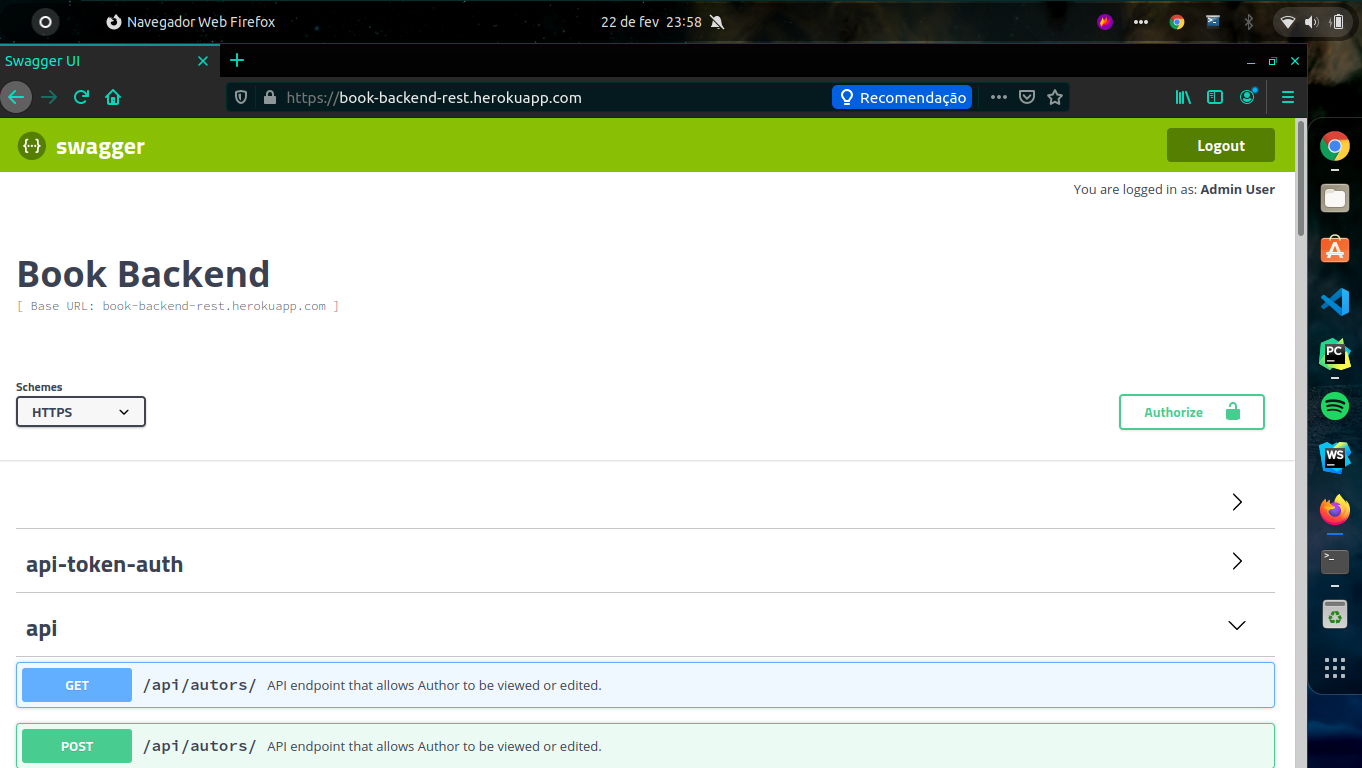 Navegador Web Firefox
22 de fev 23:58
Swagger UI
https://book-backend-rest.herokuapp.com
Recomendação
{··}
swagger
Logout
You are logged in as: Admin User
Book Backend
[ Base URL: book-backend-rest.herokuapp.com ]
Schemes
HTTPS
Authorize
api-token-auth
api
GET /api/autors/ API endpoint that allows Author to be viewed or edited.
POST /api/autors/ API endpoint that allows Author to be viewed or edited.
PC
WS
>_